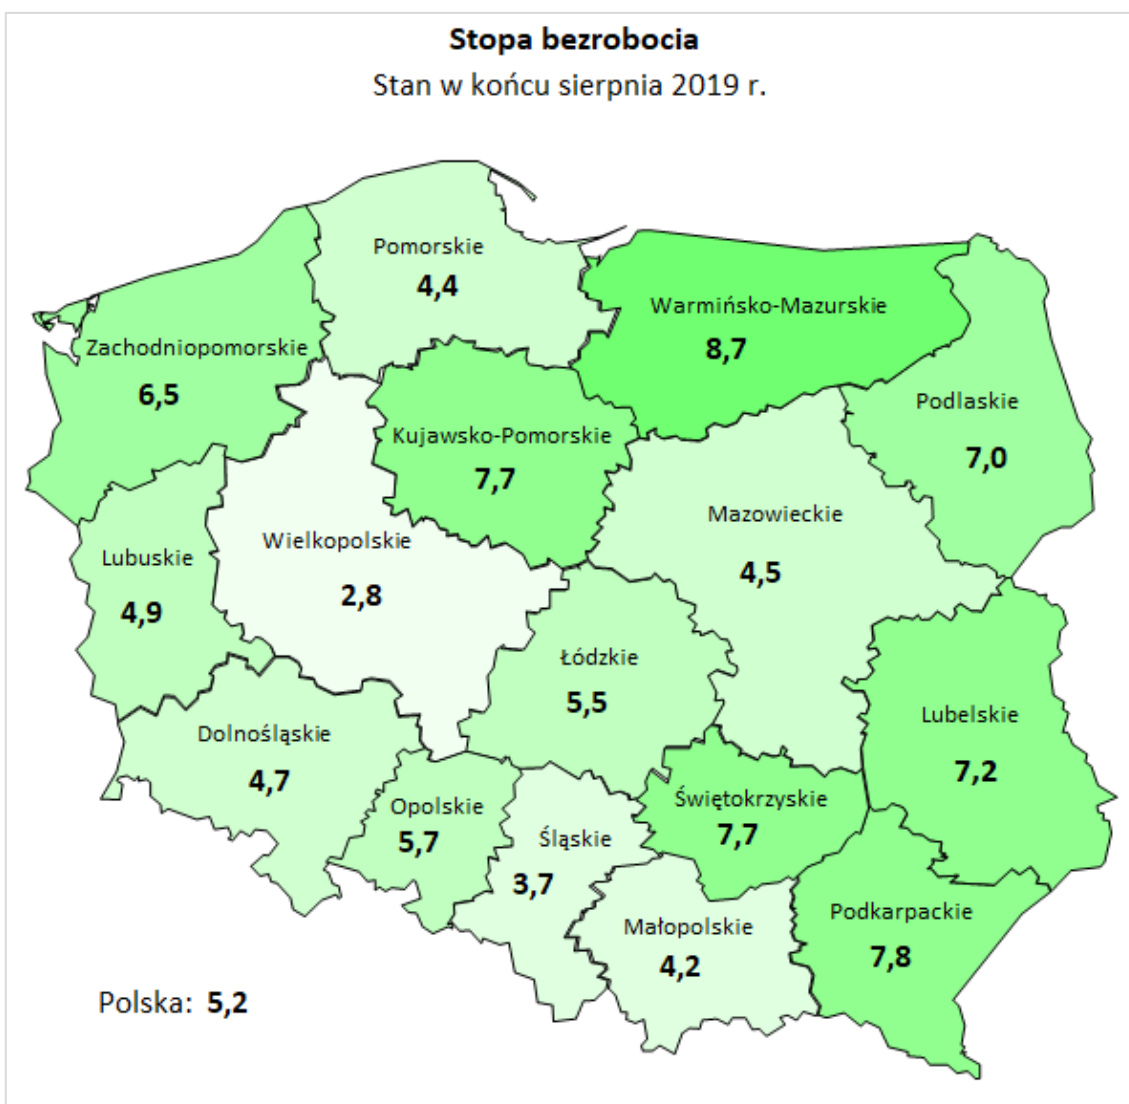 Stopa bezrobocia
Stan w końcu sierpnia 2019 r.
Pomorskie
4,4
Warmińsko-Mazurskie
8,7
Zachodniopomorskie
6,5
Podlaskie
7,0
Kujawsko-Pomorskie
7,7
Mazowieckie
4,5
Wielkopolskie
2,8
Lubuskie
4,9
Łódzkie
5,5
Lubelskie
7,2
Dolnośląskie
4,7
Opolskie
5,7
Śląskie
3,7
Świętokrzyskie
7,7
Małopolskie
4,2
Podkarpackie
7,8
Polska: 5,2